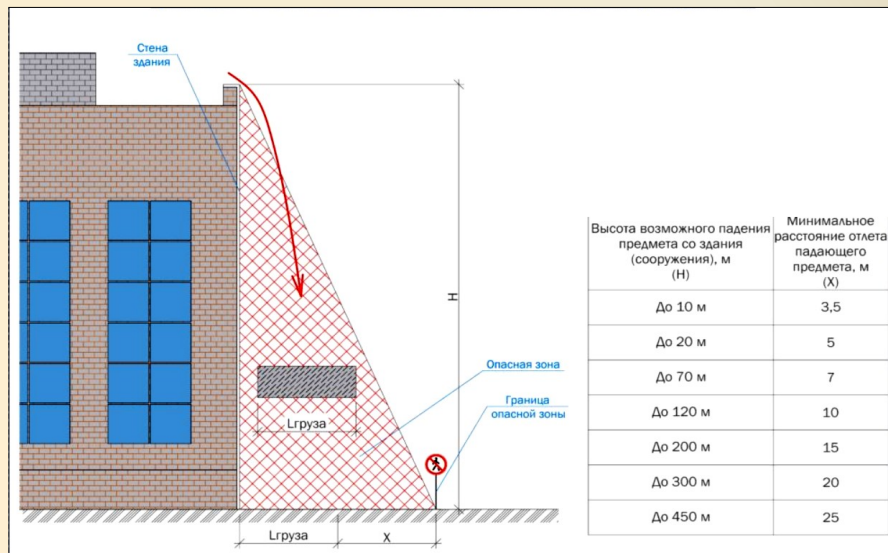 Стена
здания
H
Опасная зона
Граница
опасной зоны
Lгруза
Lгруза
X
Высота возможного падения
предмета со здания
(сооружения), м
(H)
Минимальное
расстояние отлета
падающего
предмета, м
(X)
До 10 м 3,5
До 20 м 5
До 70 м 7
До 120 м 10
До 200 м 15
До 300 м 20
До 450 м 25